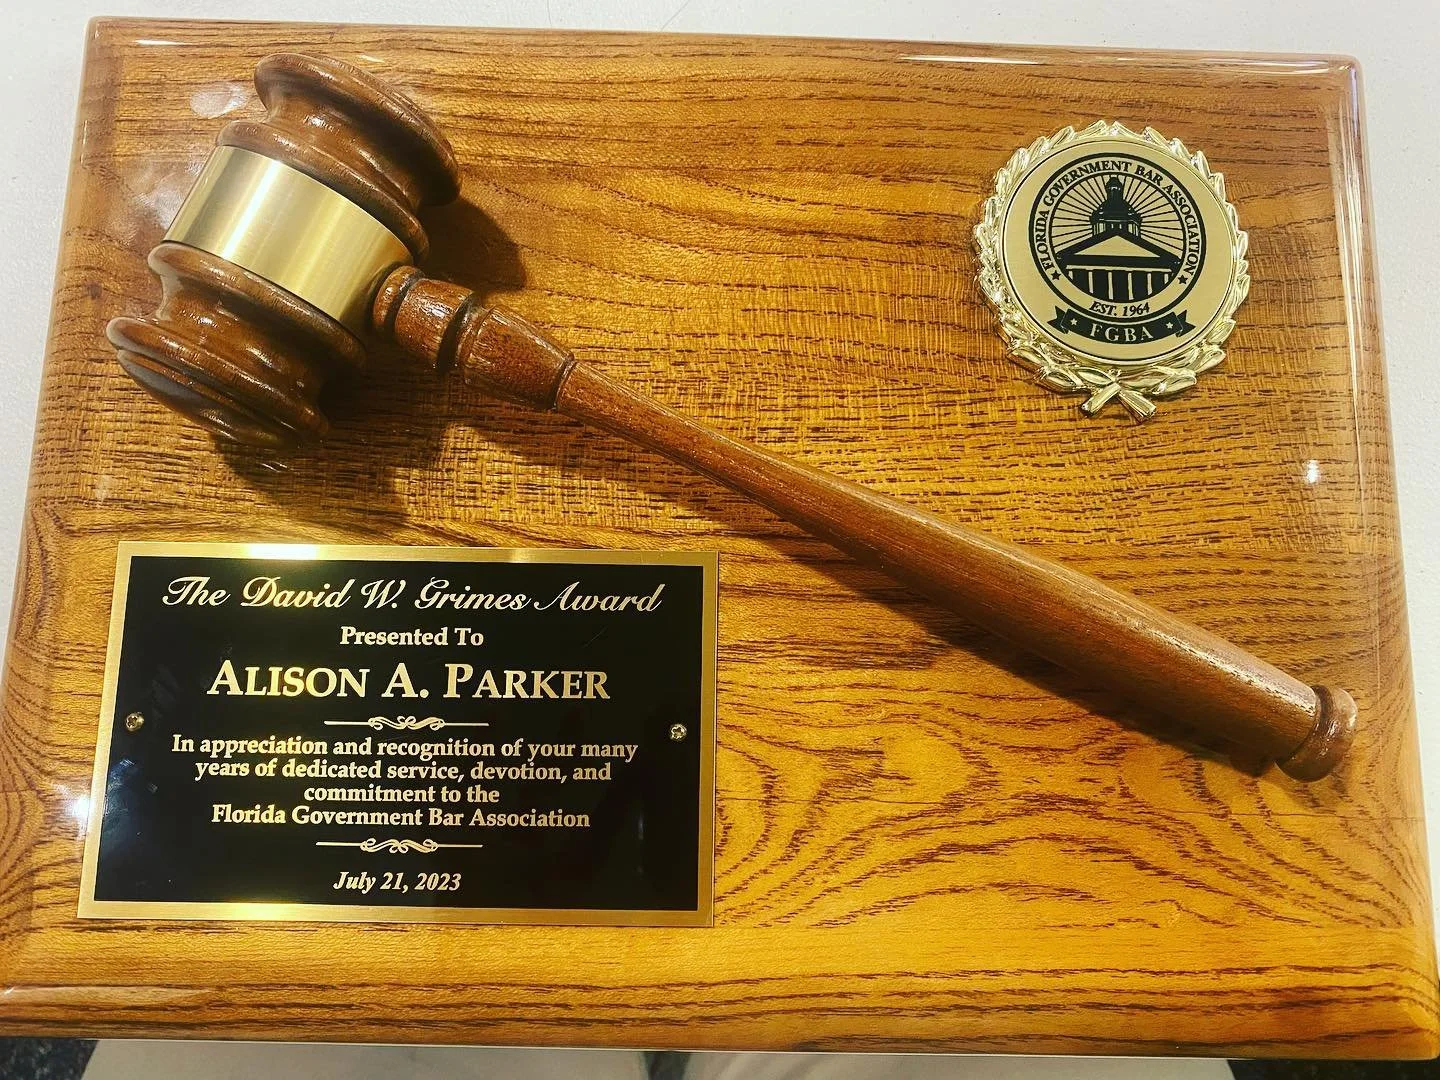 FLORIDA GOVERNMENT BAR ASSOCIATION
EST. 1964
FGBA
The David W. Grimes Award
Presented To
ALISON A. PARKER
In appreciation and recognition of your many
years of dedicated service, devotion, and
commitment to the
Florida Government Bar Association
July 21, 2023